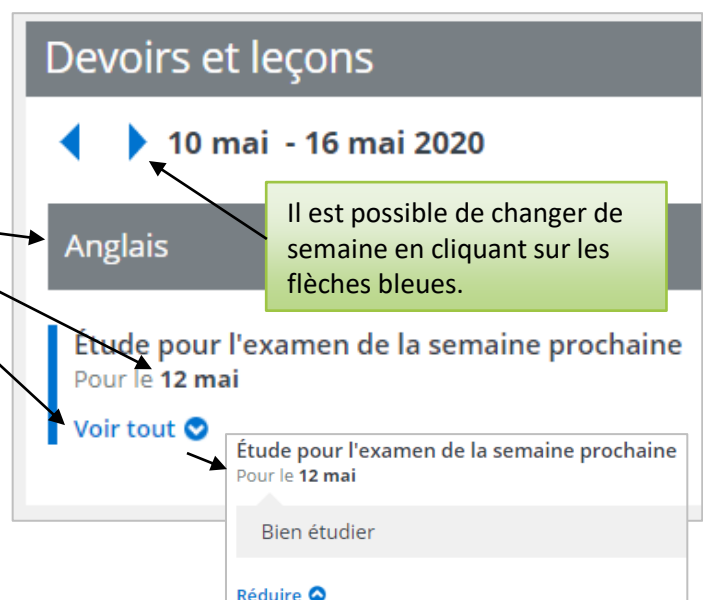 Devoirs et leçons
10 mai - 16 mai 2020
Il est possible de changer de
semaine en cliquant sur les
flèches bleues.
Anglais
Étude pour l'examen de la semaine prochaine
Pour le 12 mai
Voir tout
Étude pour l'examen de la semaine prochaine
Pour le 12 mai
Bien étudier
Réduire